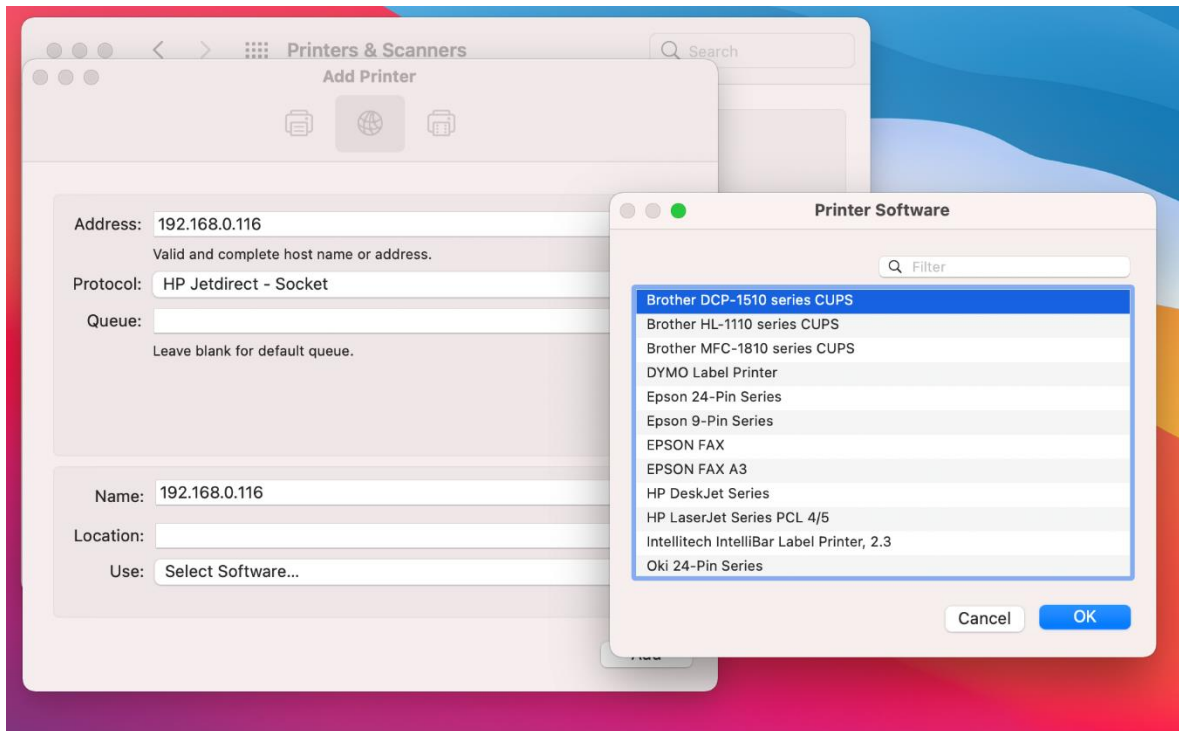 Printers & Scanners
Search
Add Printer
Address: 192.168.0.116
Valid and complete host name or address.
Protocol: HP Jetdirect - Socket
Queue:
Leave blank for default queue.
Name: 192.168.0.116
Location:
Use: Select Software...
Add
Printer Software
Filter
Brother DCP-1510 series CUPS
Brother HL-1110 series CUPS
Brother MFC-1810 series CUPS
DYMO Label Printer
Epson 24-Pin Series
Epson 9-Pin Series
EPSON FAX
EPSON FAX A3
HP DeskJet Series
HP LaserJet Series PCL 4/5
Intellitech IntelliBar Label Printer, 2.3
Oki 24-Pin Series
Cancel
OK